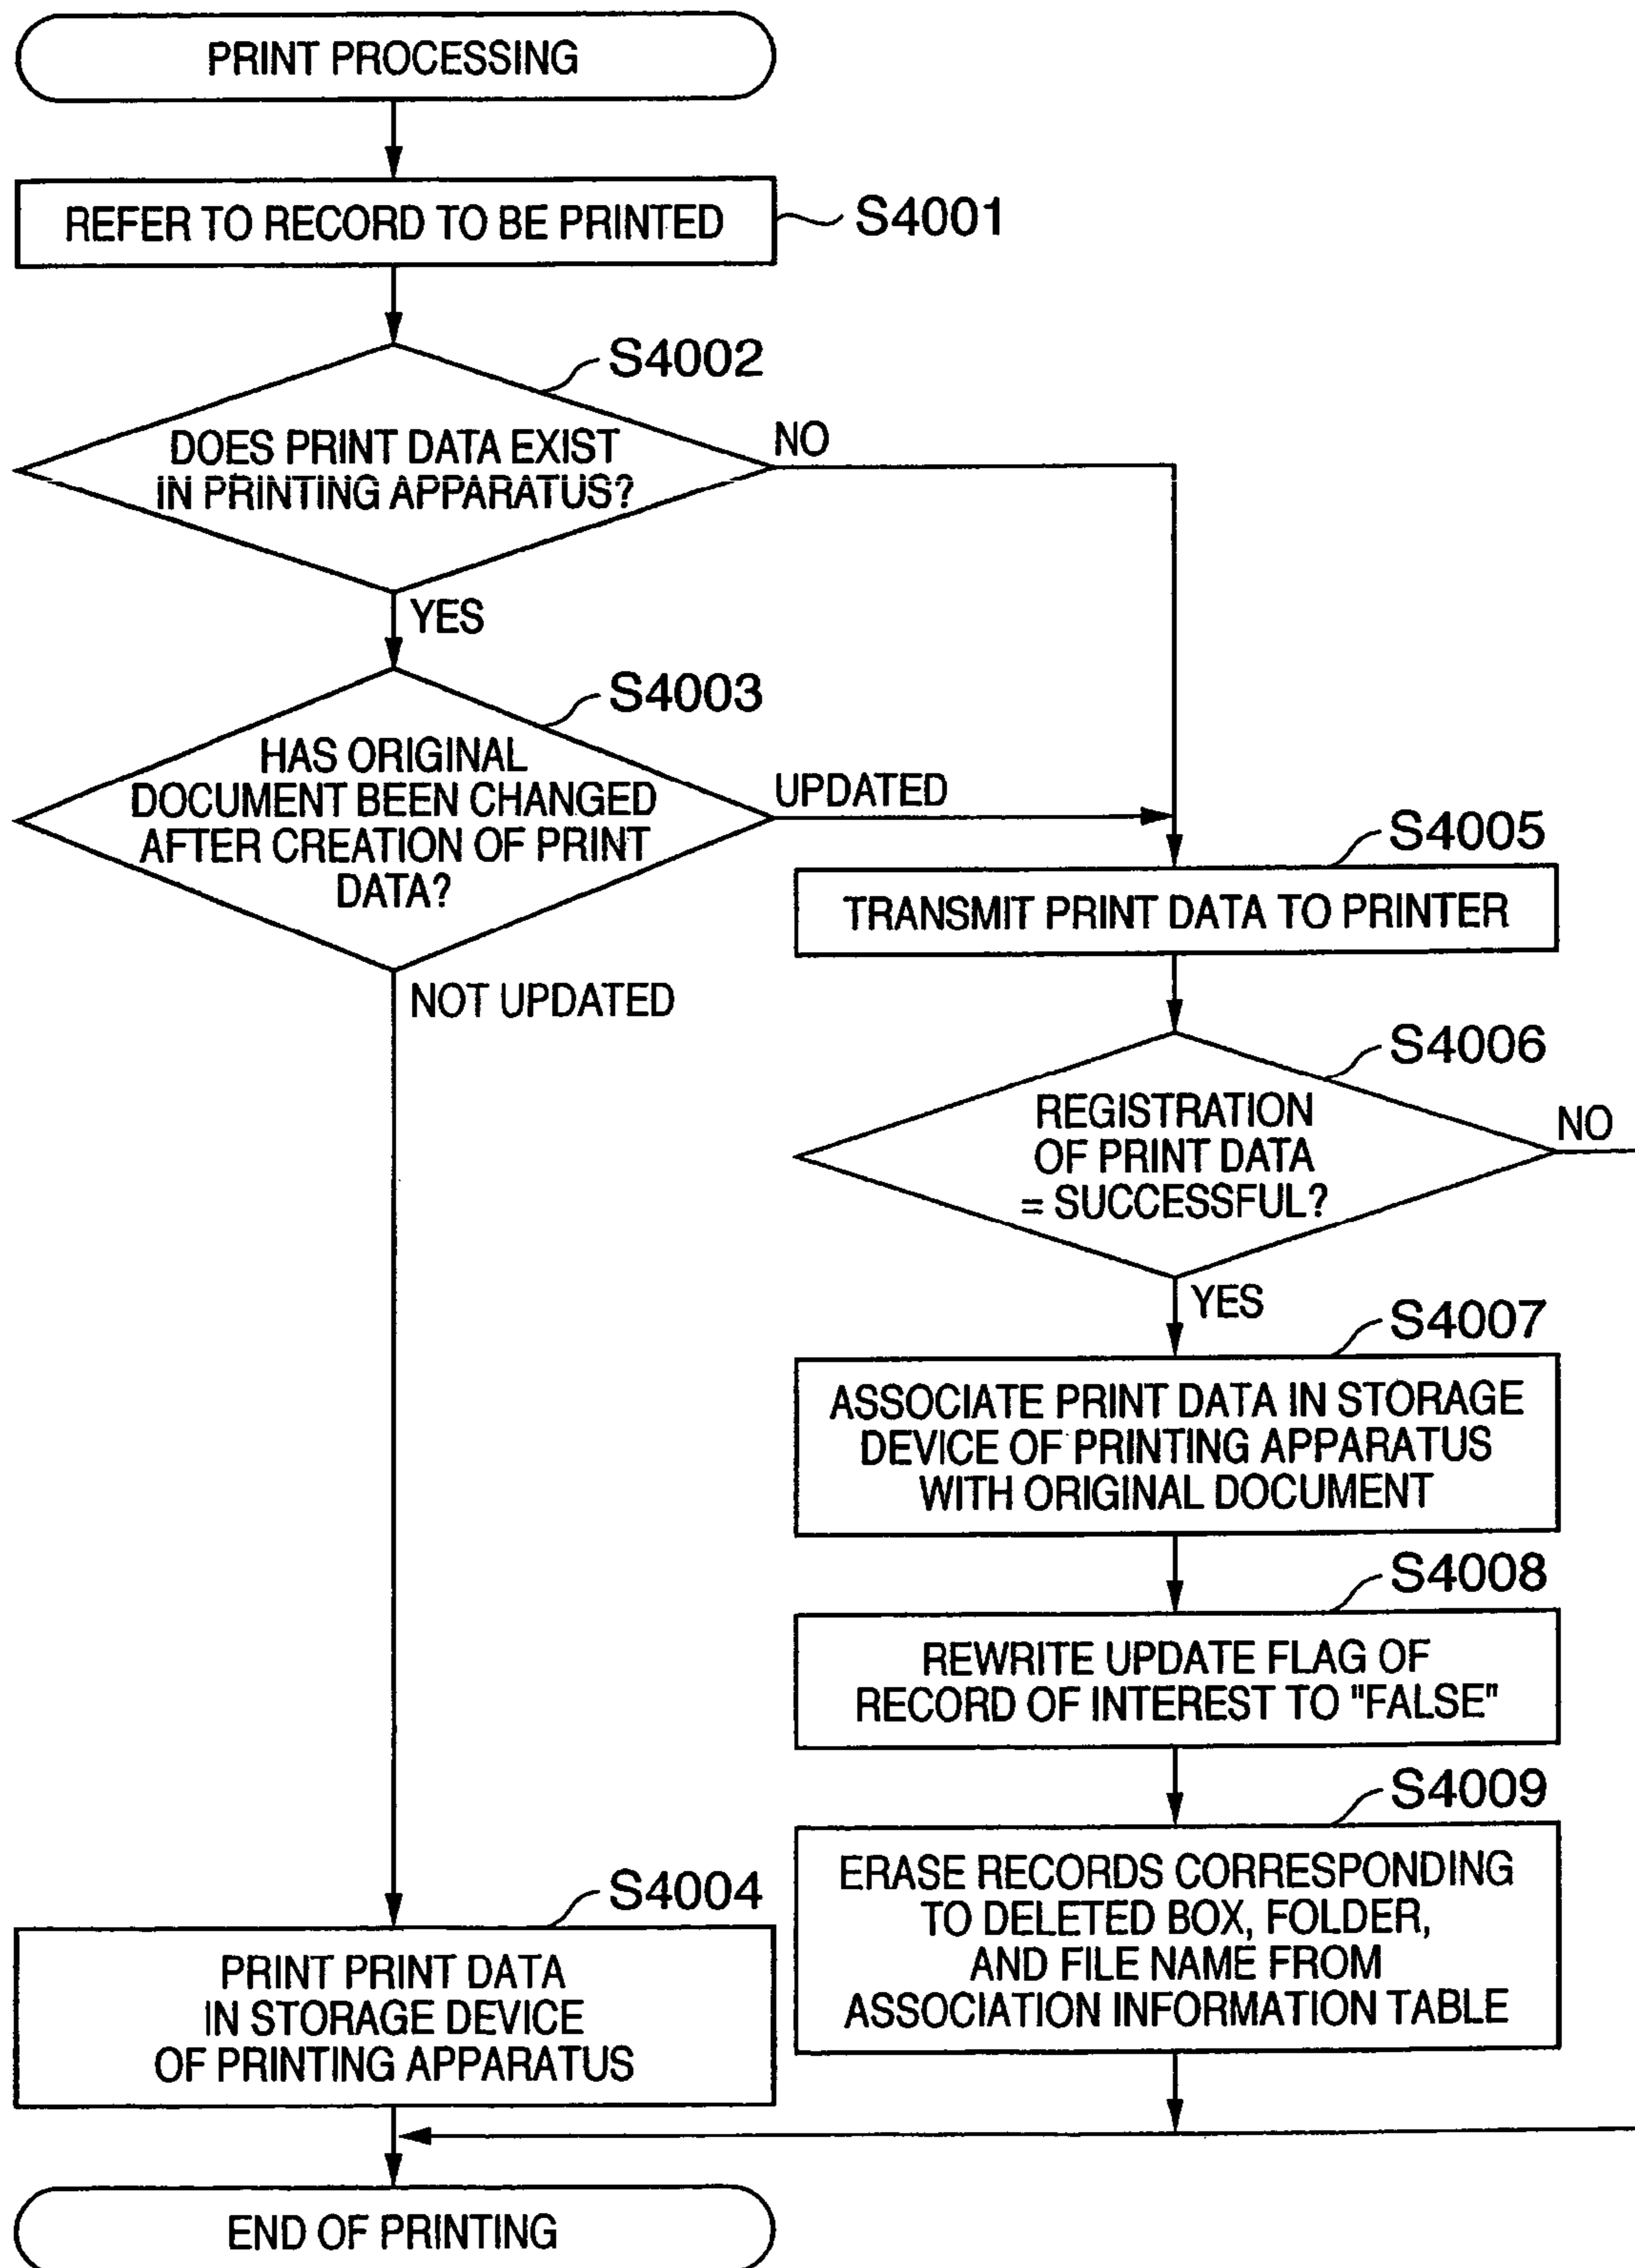 PRINT PROCESSING
REFER TO RECORD TO BE PRINTED
S4001
S4002
DOES PRINT DATA EXIST
IN PRINTING APPARATUS?
NO
YES
S4003
HAS ORIGINAL
DOCUMENT BEEN CHANGED
AFTER CREATION OF PRINT
DATA?
UPDATED
NOT UPDATED
S4005
TRANSMIT PRINT DATA TO PRINTER
S4006
REGISTRATION
OF PRINT DATA
= SUCCESSFUL?
NO
YES
S4007
ASSOCIATE PRINT DATA IN STORAGE
DEVICE OF PRINTING APPARATUS
WITH ORIGINAL DOCUMENT
S4008
REWRITE UPDATE FLAG OF
RECORD OF INTEREST TO "FALSE"
S4009
ERASE RECORDS CORRESPONDING
TO DELETED BOX, FOLDER,
AND FILE NAME FROM
ASSOCIATION INFORMATION TABLE
S4004
PRINT PRINT DATA
IN STORAGE DEVICE
OF PRINTING APPARATUS
END OF PRINTING